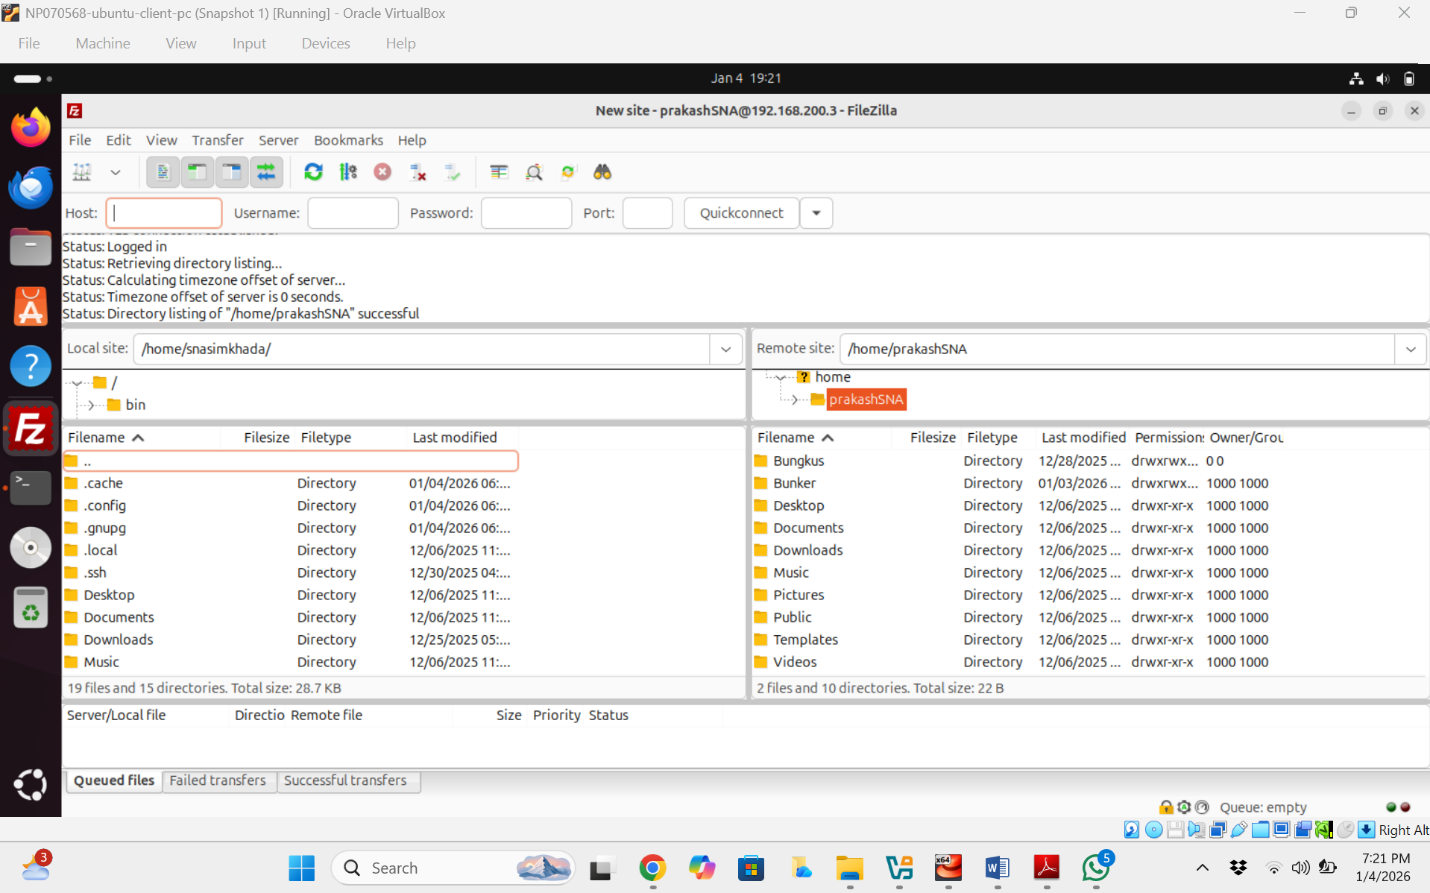 NP070568-ubuntu-client-pc (Snapshot 1) [Running] - Oracle VirtualBox
File Machine View Input Devices Help
Jan 4 19:21
New site - prakashSNA@192.168.200.3 - FileZilla
File Edit View Transfer Server Bookmarks Help
Host: Username: Password: Port: Quickconnect
Status: Logged in
Status: Retrieving directory listing...
Status: Calculating timezone offset of server...
Status: Timezone offset of server is 0 seconds.
Status: Directory listing of "/home/prakashSNA" successful
Local site: /home/snasimkhada/
/
bin
Filename Filesize Filetype Last modified
..
.cache Directory 01/04/2026 06:...
.config Directory 01/04/2026 06:...
.gnupg Directory 01/04/2026 06:...
.local Directory 12/06/2025 11:...
.ssh Directory 12/30/2025 04:...
Desktop Directory 12/06/2025 11:...
Documents Directory 12/06/2025 11:...
Downloads Directory 12/25/2025 05:...
Music Directory 12/06/2025 11:...
19 files and 15 directories. Total size: 28.7 KB
Remote site: /home/prakashSNA
home
prakashSNA
Filename Filesize Filetype Last modified Permissions Owner/Grou
Bungkus Directory 12/28/2025 ... drwxrwx... 0 0
Bunker Directory 01/03/2026 ... drwxrwx... 1000 1000
Desktop Directory 12/06/2025 ... drwxr-xr-x 1000 1000
Documents Directory 12/06/2025 ... drwxr-xr-x 1000 1000
Downloads Directory 12/06/2025 ... drwxr-xr-x 1000 1000
Music Directory 12/06/2025 ... drwxr-xr-x 1000 1000
Pictures Directory 12/06/2025 ... drwxr-xr-x 1000 1000
Public Directory 12/06/2025 ... drwxr-xr-x 1000 1000
Templates Directory 12/06/2025 ... drwxr-xr-x 1000 1000
Videos Directory 12/06/2025 ... drwxr-xr-x 1000 1000
2 files and 10 directories. Total size: 22 B
Server/Local file Directio Remote file Size Priority Status
Queued files Failed transfers Successful transfers
Queue: empty
Right Alt
3
Search
x64
5
7:21 PM
1/4/2026